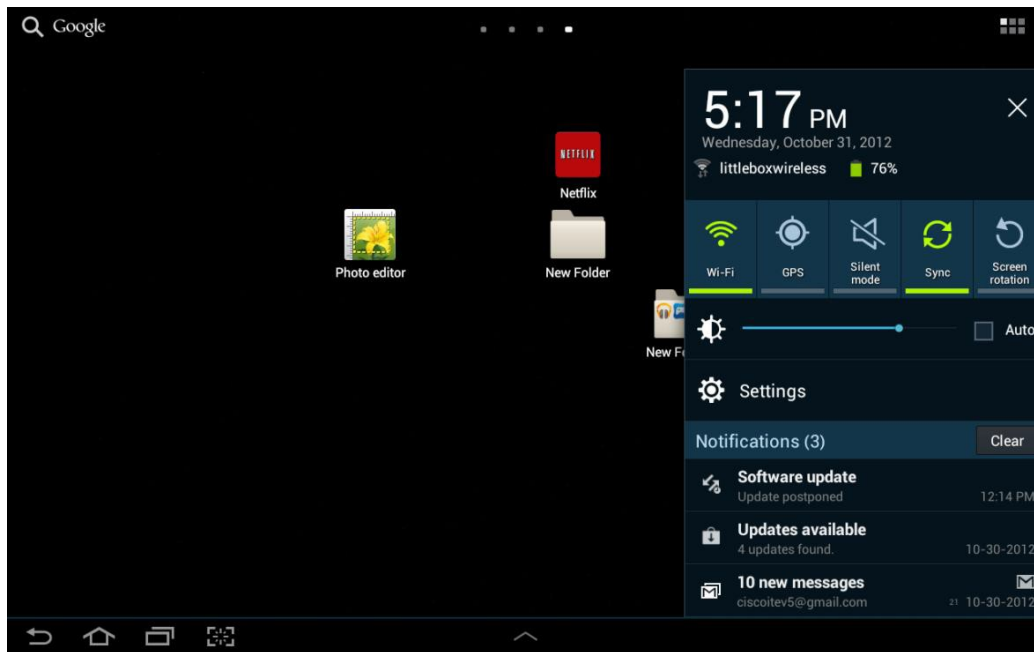 Google
5:17 PM
Wednesday, October 31, 2012
littleboxwireless 76%
NETFLIX
Netflix
Photo editor
New Folder
New Fo
Wi-Fi
GPS
Silent
mode
Sync
Screen
rotation
Auto
Settings
Notifications (3)
Clear
Software update
Update postponed 12:14 PM
Updates available
4 updates found. 10-30-2012
10 new messages
ciscoitev5@gmail.com 21 10-30-2012